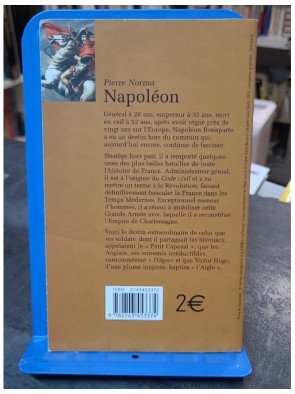 Pierre Norma
Napoléon
Général à 26 ans, empereur à 33 ans, mort
en exil à 52 ans, après avoir régné près de
vingt ans sur l'Europe, Napoléon Bonaparte
a eu un destin hors du commun qui,
aujourd'hui encore, continue de fasciner.
Stratège hors pair, il a remporté quelques-
unes des plus belles batailles de toute
l'histoire de France. Administrateur génial,
il est à l'origine du Code civil et a su
mettre un terme à la Révolution, faisant
définitivement basculer la France dans les
Temps Modernes. Exceptionnel meneur
d'hommes, il a réussi à mobiliser cette
Grande Armée avec laquelle il a reconstitué
l'Empire de Charlemagne.
Voici le destin extraordinaire de celui que
ses soldats, dont il partageait les bivouacs,
appelaient le « Petit Caporal », que les
Anglais, ses ennemis irréductibles,
surnommaient « l'Ogre » et que Victor Hugo,
d'une plume inspirée, baptisa « l'Aigle ».
ISBN : 2743453370
9 782743 453374
2€